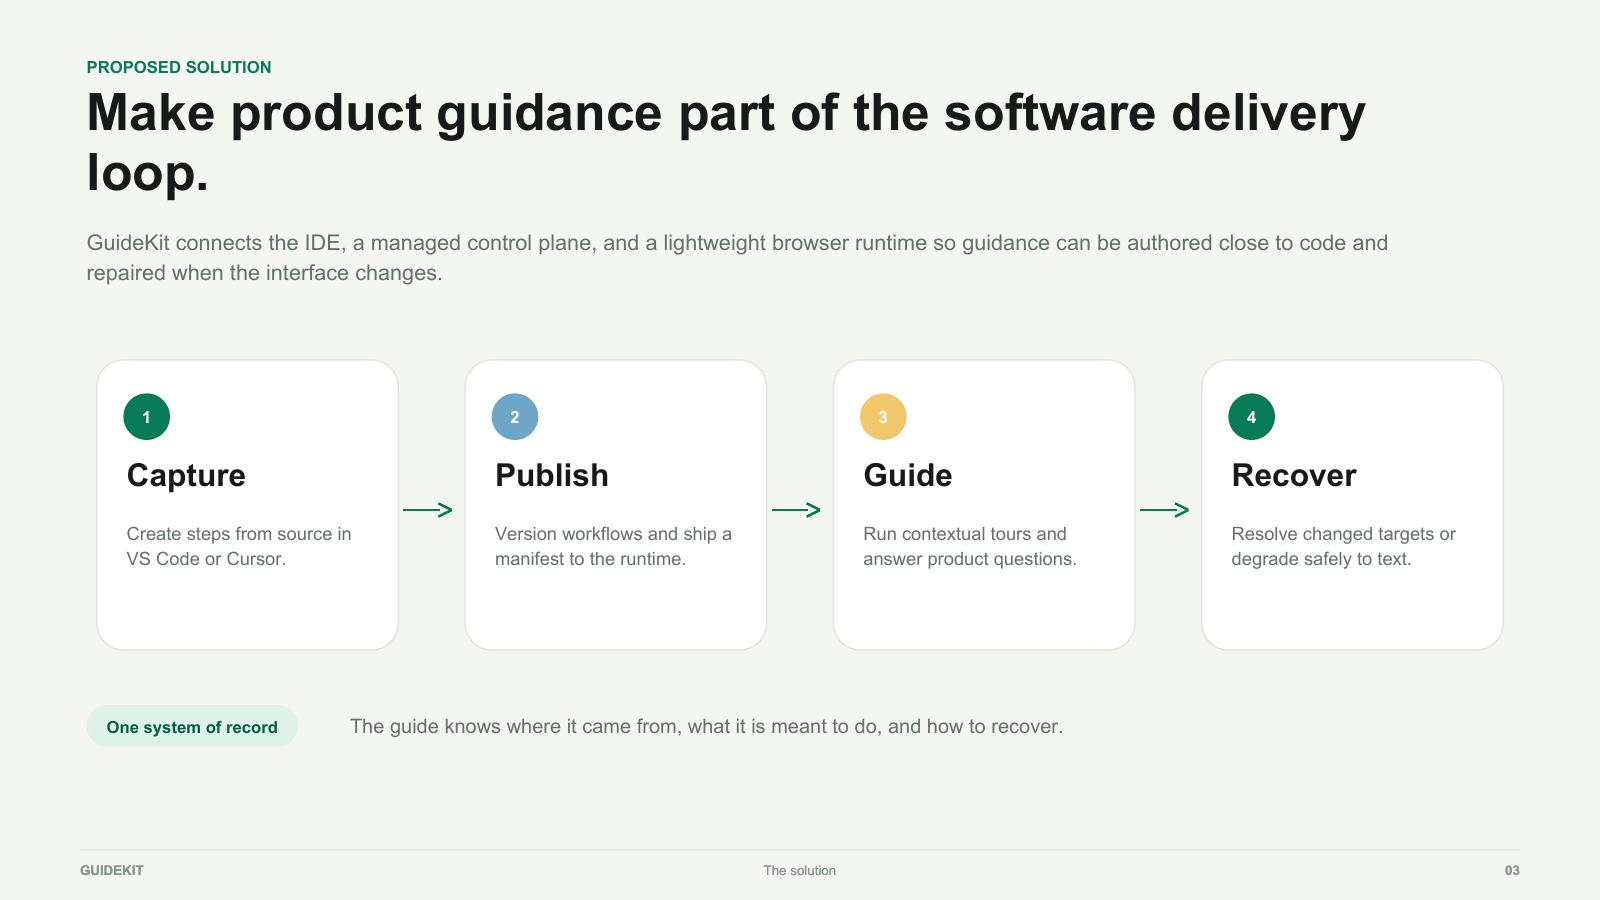 PROPOSED SOLUTION
Make product guidance part of the software delivery
loop.
GuideKit connects the IDE, a managed control plane, and a lightweight browser runtime so guidance can be authored close to code and
repaired when the interface changes.
1
Capture
Create steps from source in
VS Code or Cursor.
2
Publish
Version workflows and ship a
manifest to the runtime.
3
Guide
Run contextual tours and
answer product questions.
4
Recover
Resolve changed targets or
degrade safely to text.
One system of record
The guide knows where it came from, what it is meant to do, and how to recover.
GUIDEKIT
The solution
03